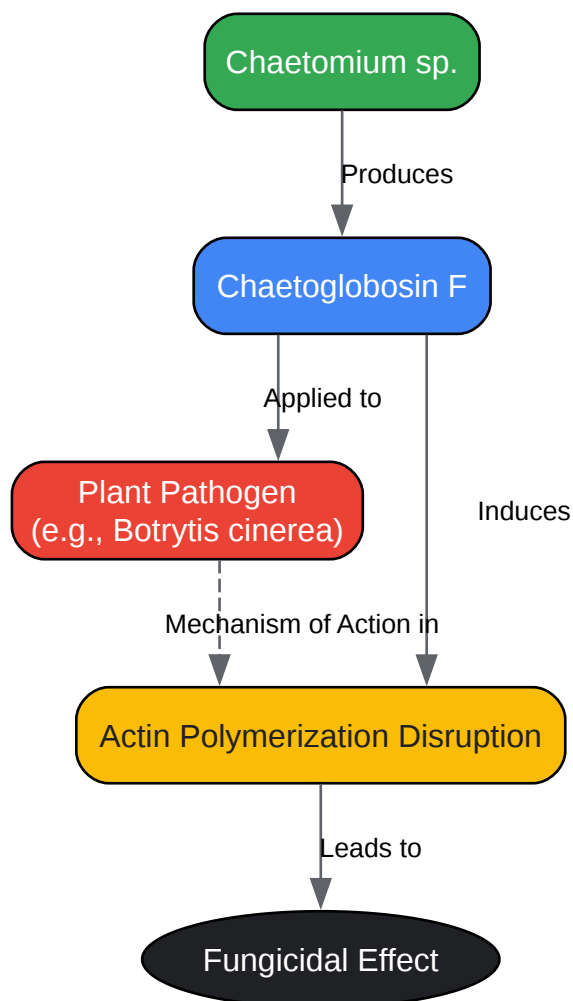 Chaetomium sp.
Produces
Chaetoglobosin F
Applied to
Plant Pathogen
(e.g., Botrytis cinerea)
Induces
Mechanism of Action in
Actin Polymerization Disruption
Leads to
Fungicidal Effect